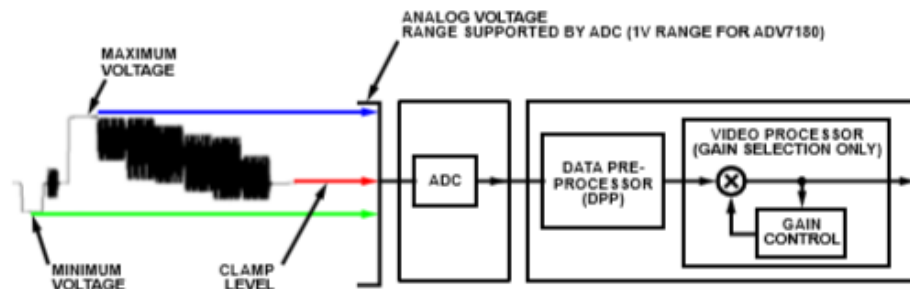 ANALOG VOLTAGE
RANGE SUPPORTED BY ADC (1V RANGE FOR ADV7180)
MAXIMUM
VOLTAGE
VIDEO PROCESSOR
(GAIN SELECTION ONLY)
DATA PRE-
PROCESSOR
(DPP)
ADC
GAIN
CONTROL
MINIMUM
VOLTAGE
CLAMP
LEVEL